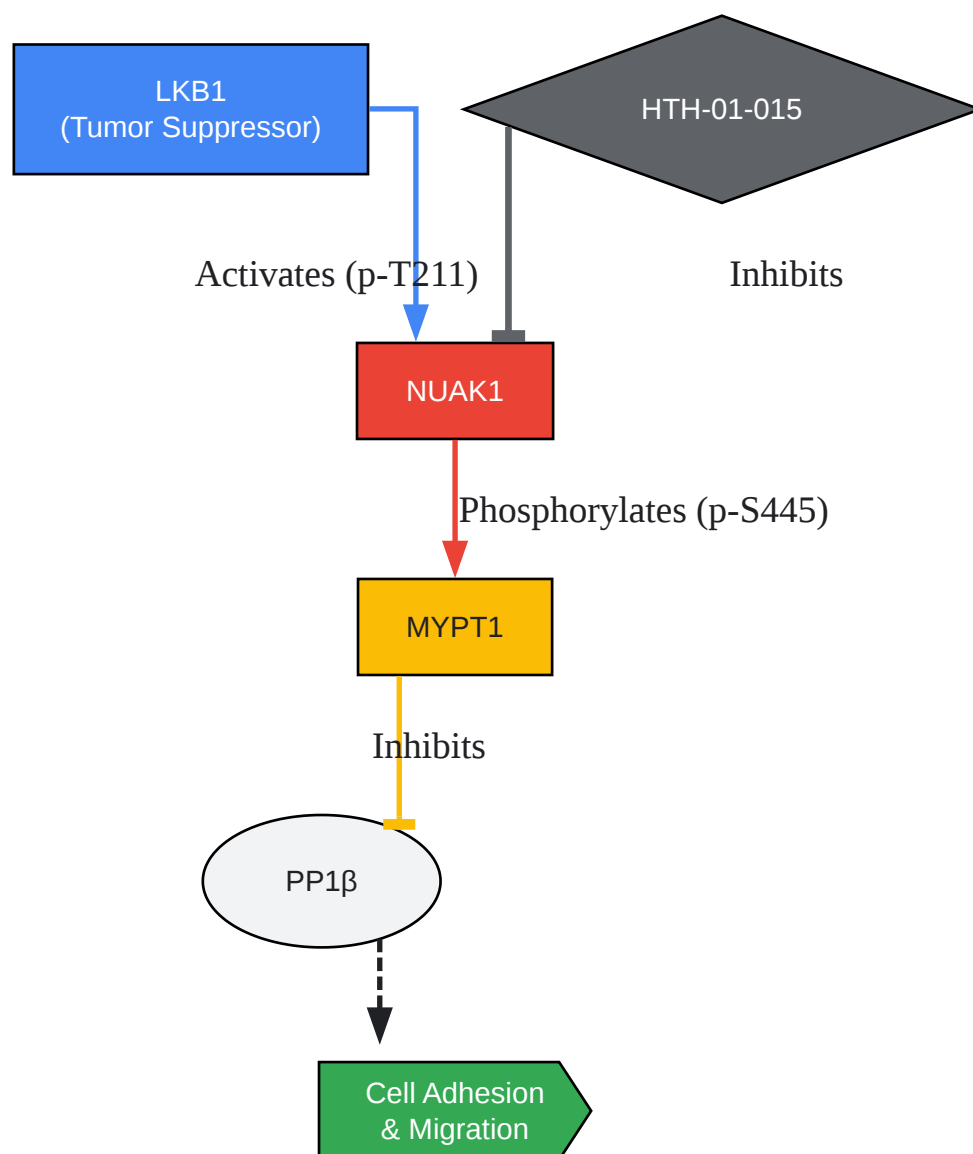 LKB1
(Tumor Suppressor)
HTH-01-015
Activates (p-T211)
Inhibits
NUAK1
Phosphorylates (p-S445)
MYPT1
Inhibits
PP1β
Cell Adhesion
& Migration